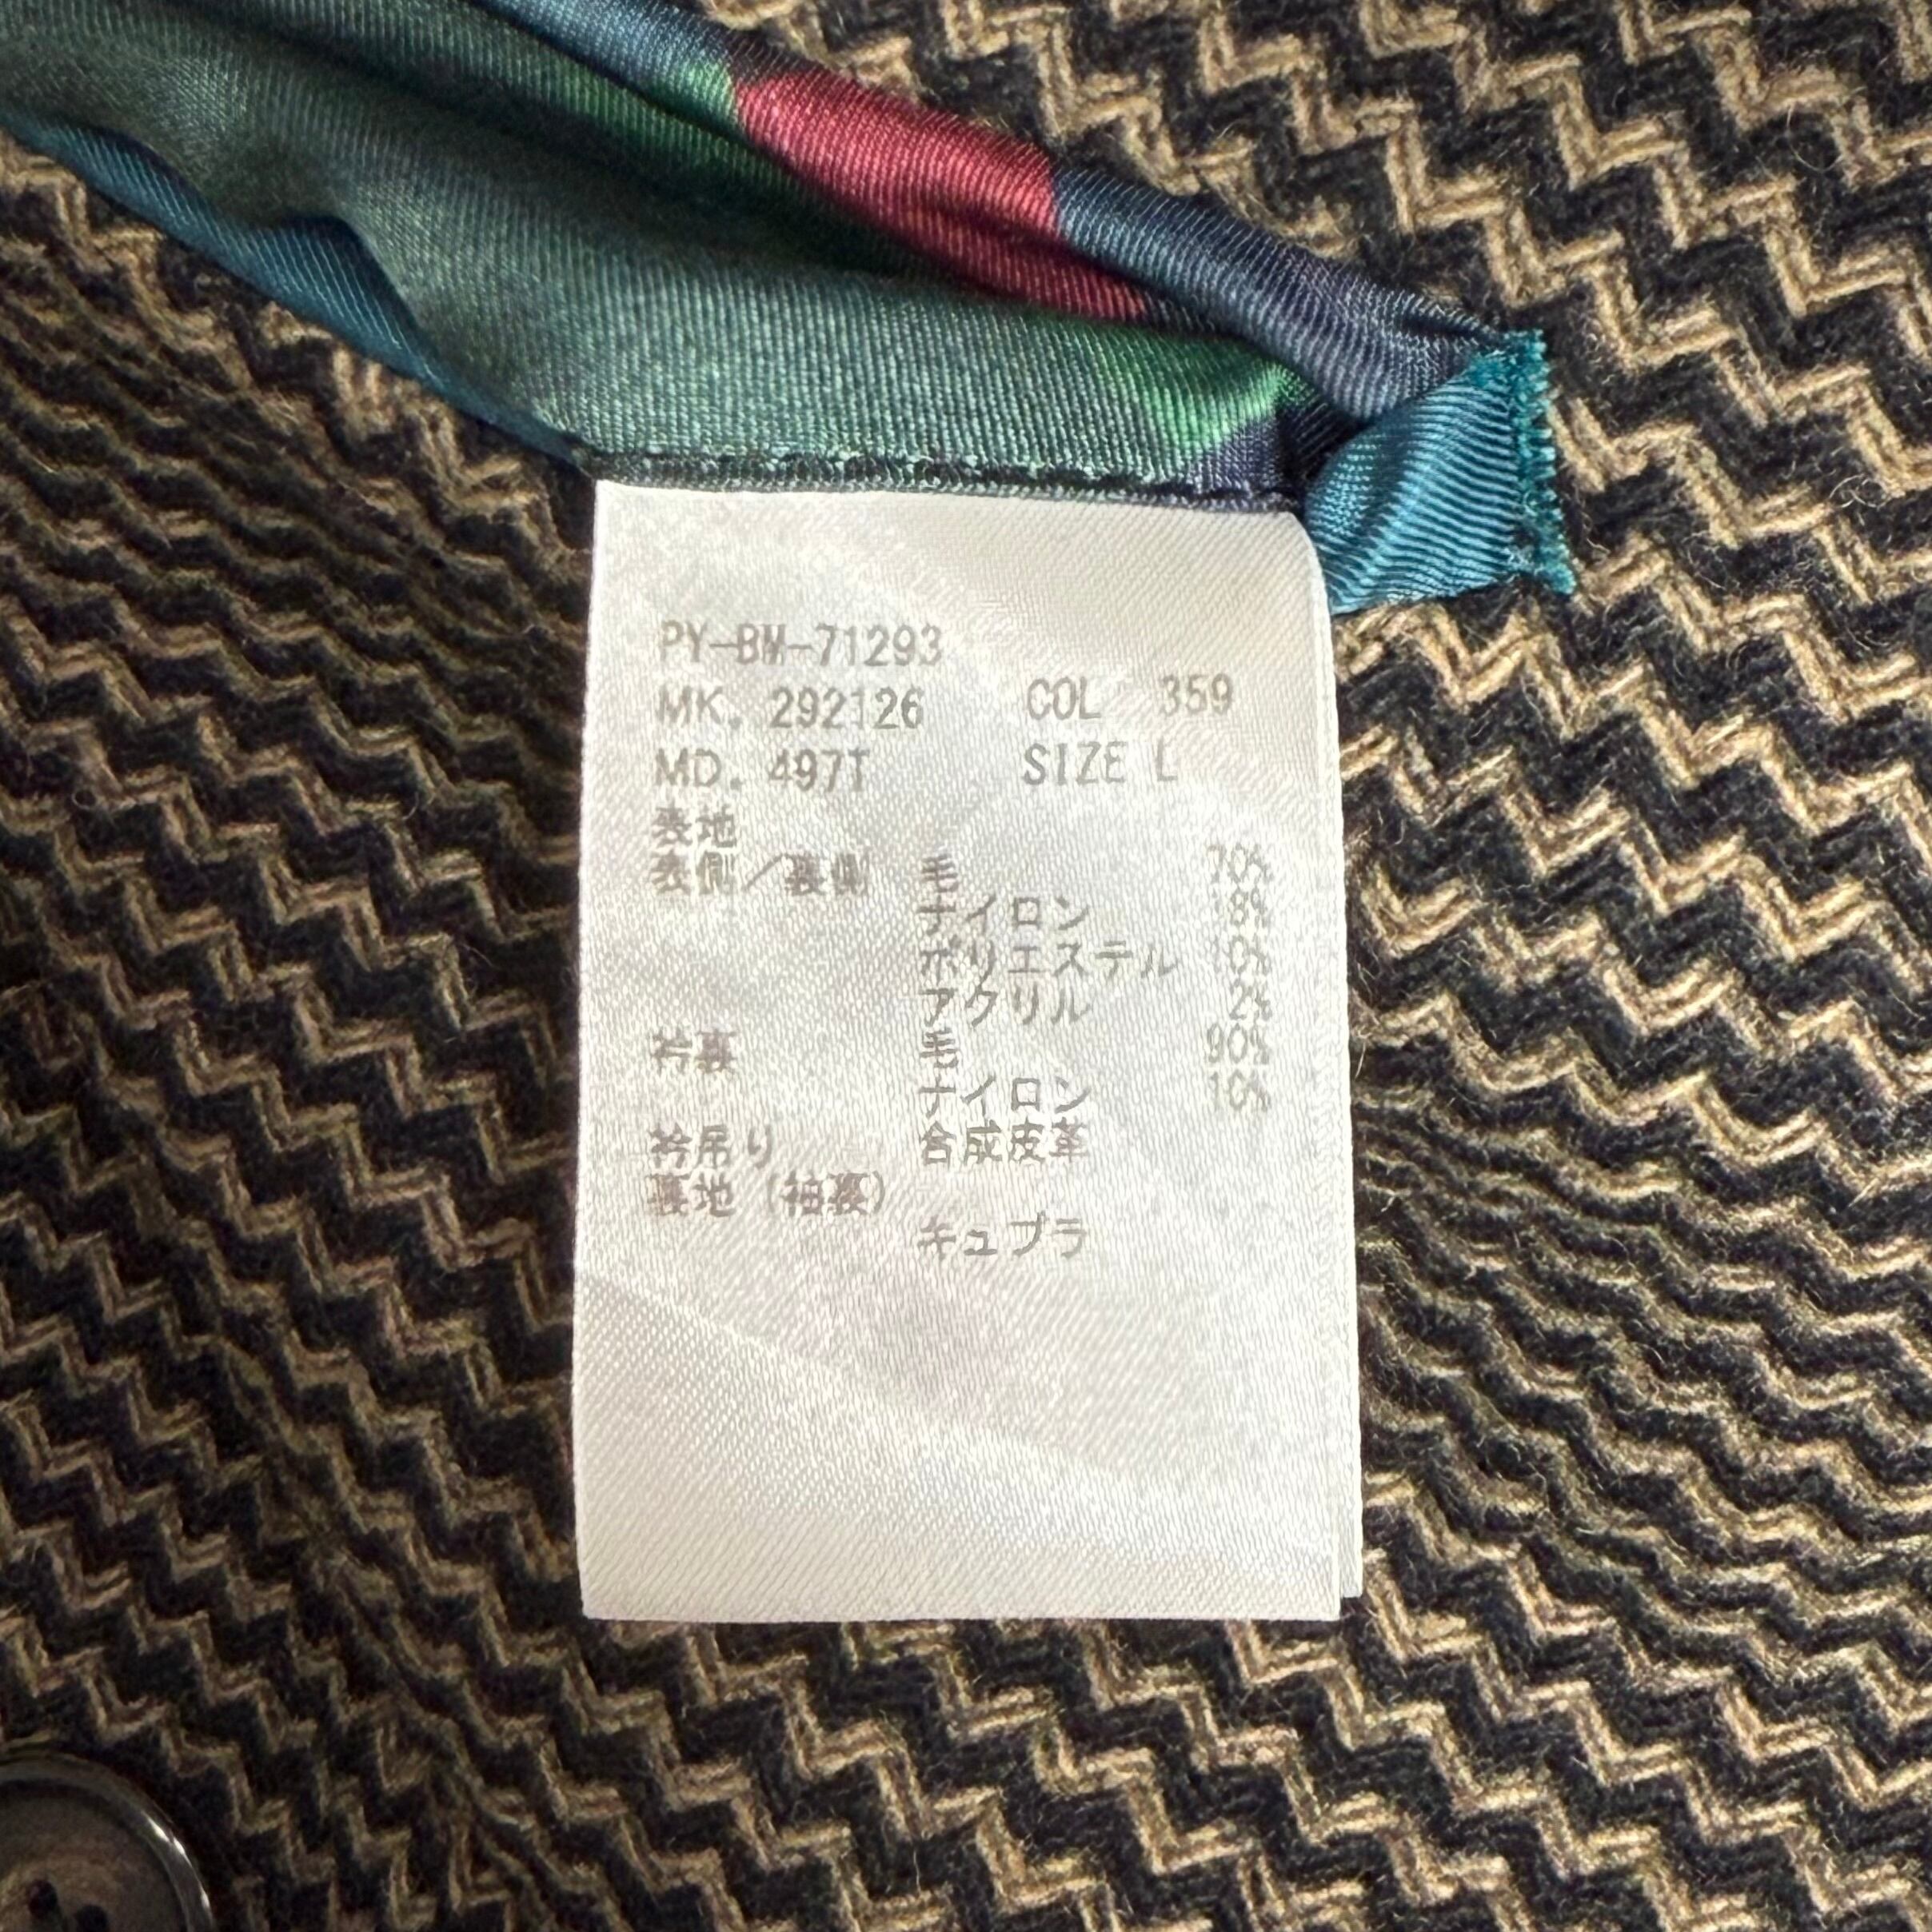 PY-BM-71293
MK. 292126 COL 359
MD. 497T SIZE L
表地
表側／裏側 毛 70%
ナイロン 18%
ポリエステル 10%
アクリル 2%
衿裏 毛 90%
ナイロン 10%
衿吊り 合成皮革
裏地 (袖裏)
キュプラ